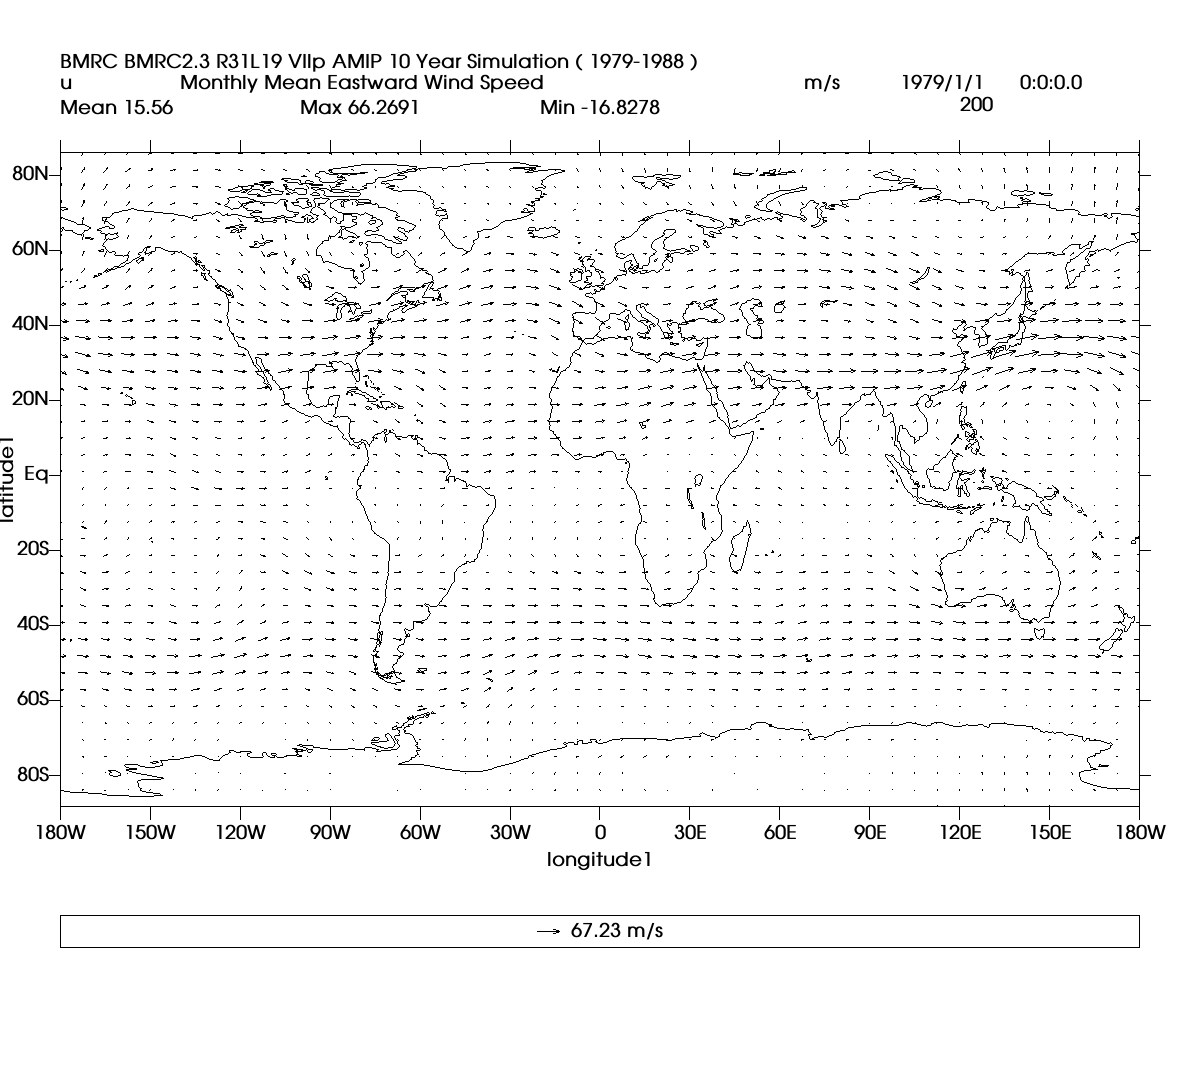 BMRC BMRC2.3 R31L19 VIIp AMIP 10 Year Simulation ( 1979-1988 )
u Monthly Mean Eastward Wind Speed m/s 1979/1/1 0:0:0.0
Mean 15.56 Max 66.2691 Min -16.8278 200
80N
60N
40N
20N
Eq
20S
40S
60S
80S
latitude1
180W 150W 120W 90W 60W 30W 0 30E 60E 90E 120E 150E 180W
longitude1
67.23 m/s